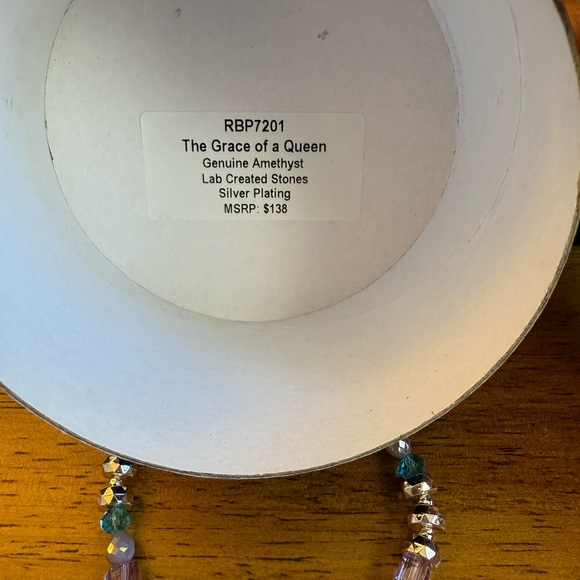 RBP7201
The Grace of a Queen
Genuine Amethyst
Lab Created Stones
Silver Plating
MSRP: $138